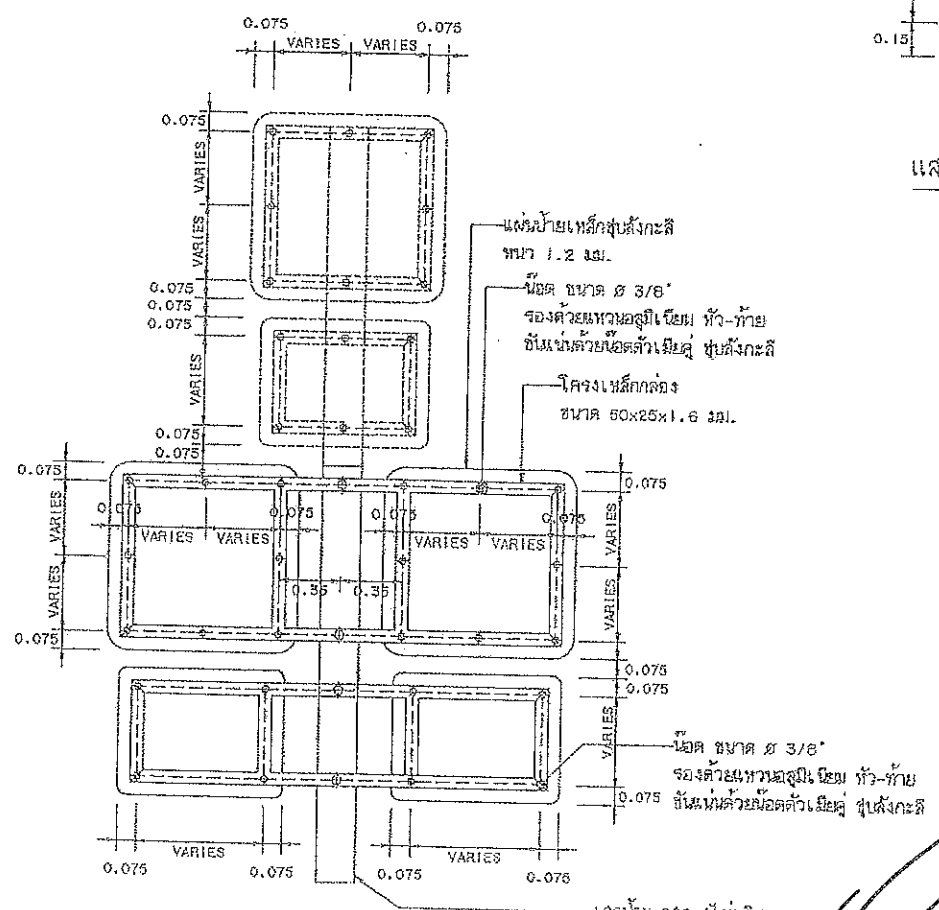 0.075 0.075
VARIES VARIES
0.15
0.075
VARIES
แส
VARIES
แผ่นป้ายเหล็กชุบสังกะสี
หนา 1.2 มม.
0.075
0.075
0.075
น๊อต ขนาด ø 3/8"
รองด้วยแหวนอลูมิเนียม หัว-ท้าย
ขันแน่นด้วยน๊อตตัวเมียคู่ ชุบสังกะสี
VARIES
โครงเหล็กกล่อง
ขนาด 50x25x1.6 มม.
0.075
0.075
0.075 0.075
VARIES VARIES
0.075 0.075 0.075 0.075
VARIES VARIES VARIES VARIES
0.35 0.35
VARIES VARIES
0.075
0.075
0.075
VARIES
น๊อต ขนาด ø 3/8"
รองด้วยแหวนอลูมิเนียม หัว-ท้าย
0.075 ขันแน่นด้วยน๊อตตัวเมียคู่ ชุบสังกะสี
VARIES VARIES
0.075 0.075 0.075 0.075